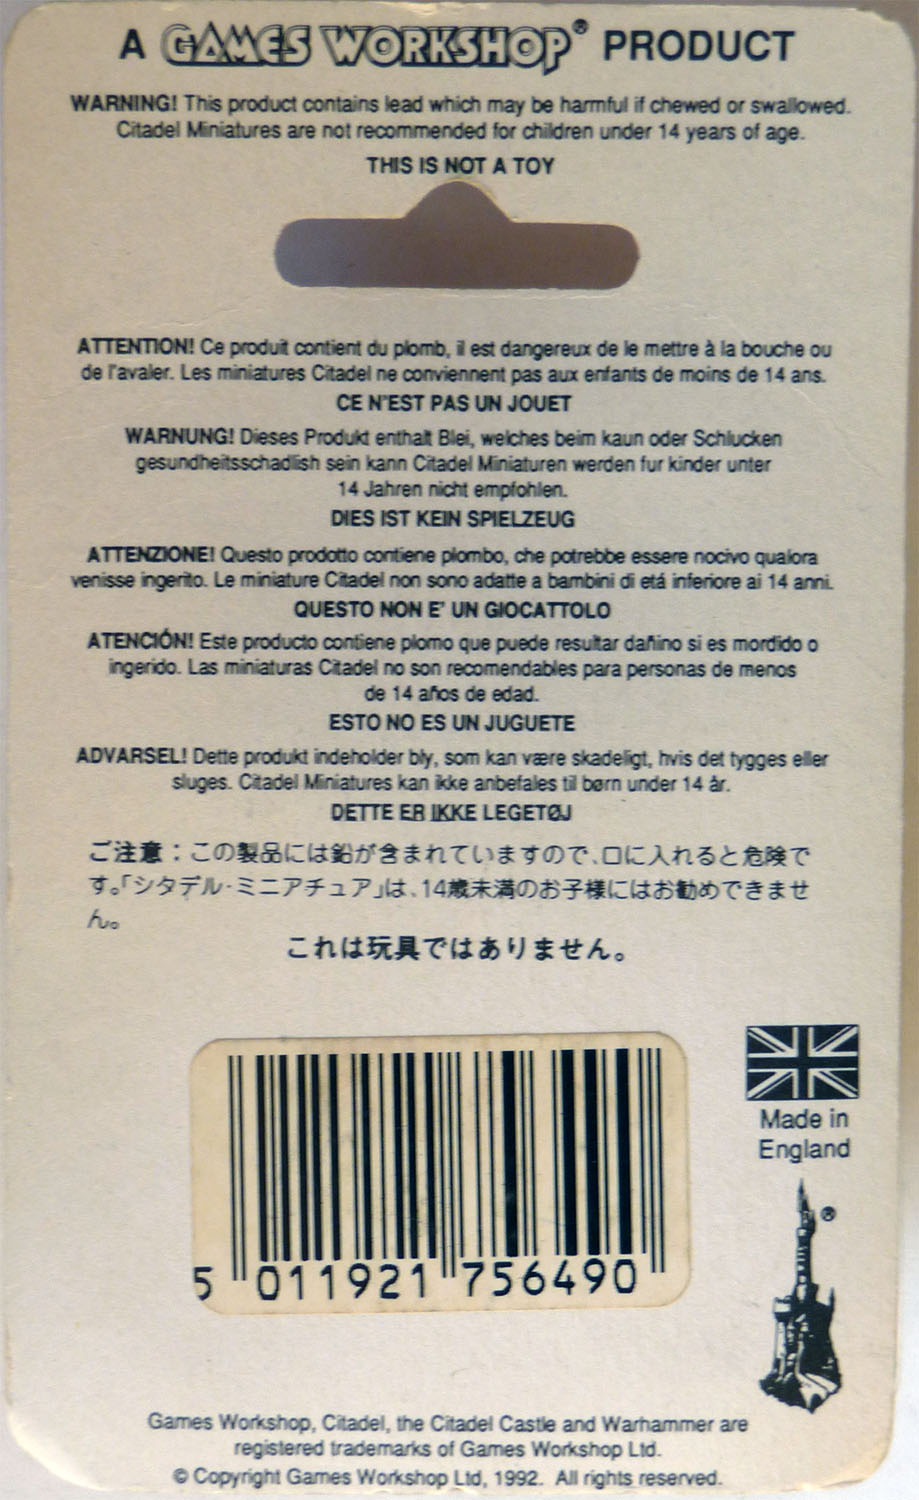 A GAMES WORKSHOP® PRODUCT
WARNING! This product contains lead which may be harmful if chewed or swallowed.
Citadel Miniatures are not recommended for children under 14 years of age.
THIS IS NOT A TOY
ATTENTION! Ce produit contient du plomb, il est dangereux de le mettre à la bouche ou
de l'avaler. Les miniatures Citadel ne conviennent pas aux enfants de moins de 14 ans.
CE N'EST PAS UN JOUET
WARNUNG! Dieses Produkt enthalt Blei, welches beim kaun oder Schlucken
gesundheitsschadlish sein kann Citadel Miniaturen werden fur kinder unter
14 Jahren nicht empfohlen.
DIES IST KEIN SPIELZEUG
ATTENZIONE! Questo prodotto contiene plombo, che potrebbe essere nocivo qualora
venisse ingerito. Le miniature Citadel non sono adatte a bambini di etá inferiore ai 14 anni.
QUESTO NON E' UN GIOCATTOLO
ATENCIÓN! Este producto contiene plomo que puede resultar dañino si es mordido o
ingerido. Las miniaturas Citadel no son recomendables para personas de menos
de 14 años de edad.
ESTO NO ES UN JUGUETE
ADVARSEL! Dette produkt indeholder bly, som kan være skadeligt, hvis det tygges eller
sluges. Citadel Miniatures kan ikke anbefales til børn under 14 år.
DETTE ER IKKE LEGETØJ
ご注意：この製品には鉛が含まれていますので、口に入れると危険で
す。「シタデル・ミニアチュア」は、14歳未満のお子様にはお勧めできませ
ん。
これは玩具ではありません。
5 011921 756490
Made in
England
®
Games Workshop, Citadel, the Citadel Castle and Warhammer are
registered trademarks of Games Workshop Ltd.
© Copyright Games Workshop Ltd, 1992. All rights reserved.